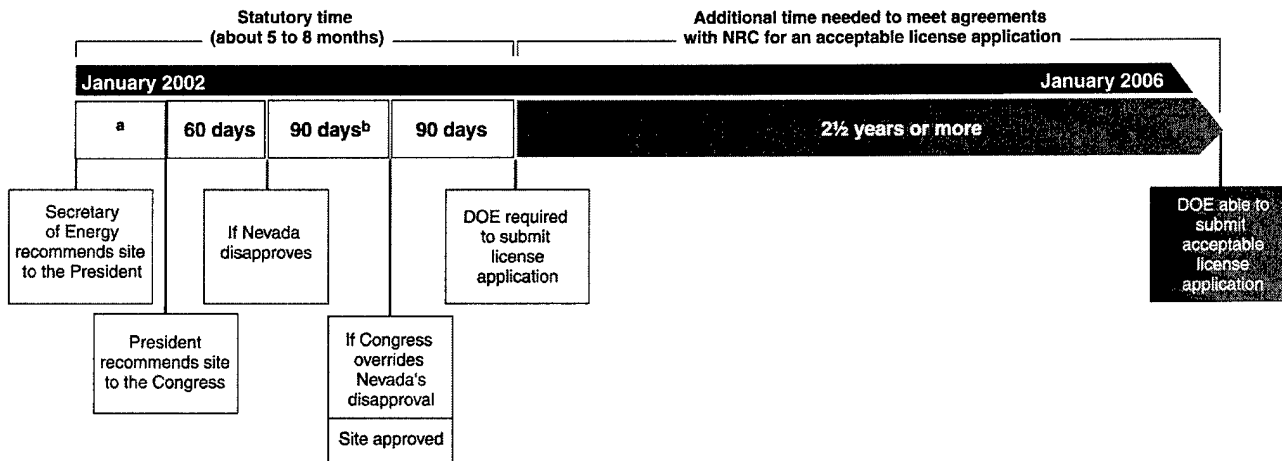 Statutory time
(about 5 to 8 months)
Additional time needed to meet agreements
with NRC for an acceptable license application
January 2002
January 2006
a
60 days
90 daysᵇ
90 days
2½ years or more
Secretary
of Energy
recommends site
to the President
If Nevada
disapproves
DOE required
to submit
license
application
DOE able to
submit
acceptable
license
application
President
recommends site
to the Congress
If Congress
overrides
Nevada's
disapproval
Site approved